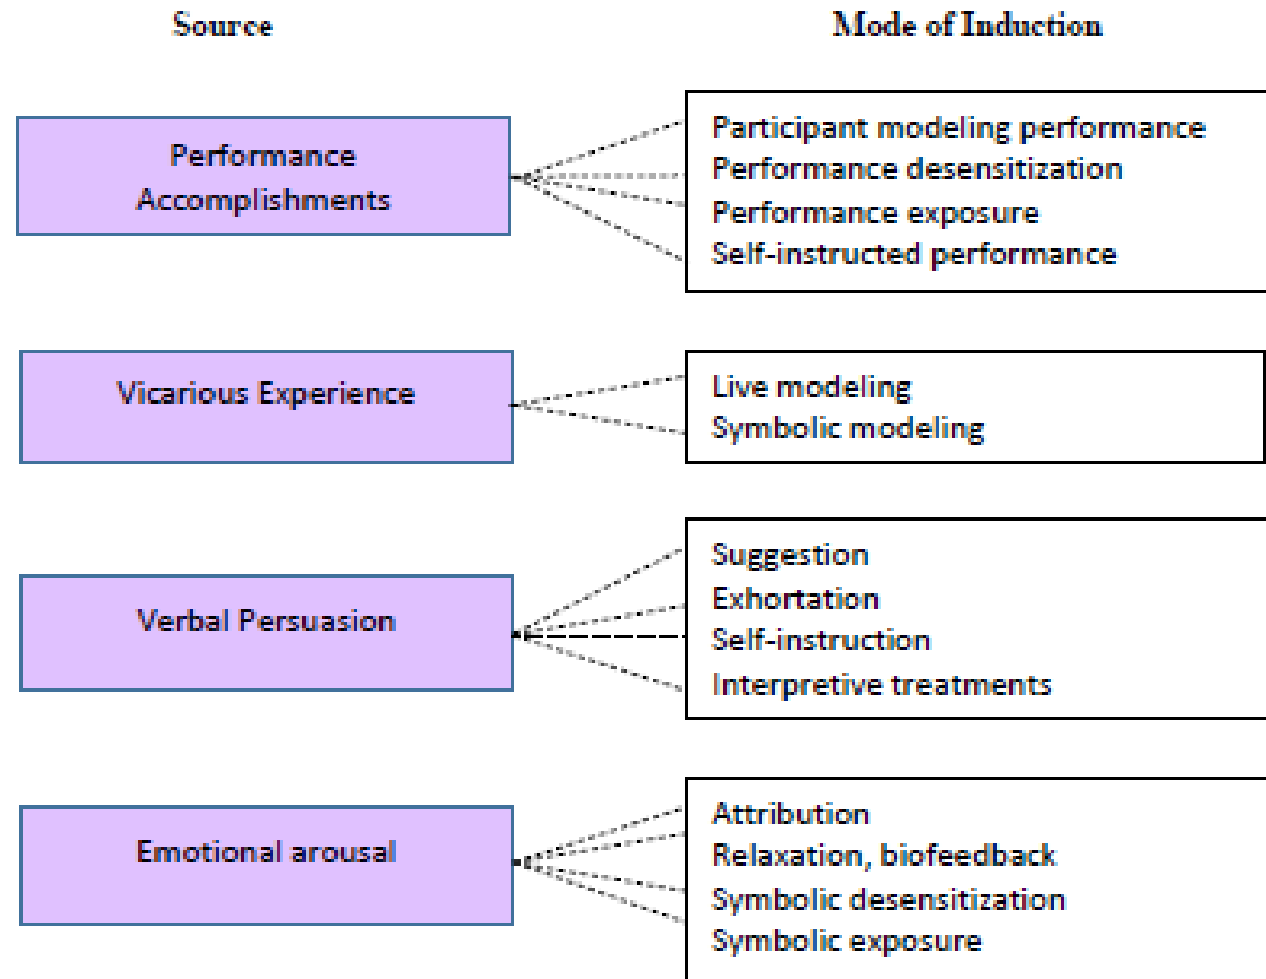 Source
Mode of Induction
Performance
Accomplishments
Participant modeling performance
Performance desensitization
Performance exposure
Self-instructed performance
Vicarious Experience
Live modeling
Symbolic modeling
Verbal Persuasion
Suggestion
Exhortation
Self-instruction
Interpretive treatments
Emotional arousal
Attribution
Relaxation, biofeedback
Symbolic desensitization
Symbolic exposure